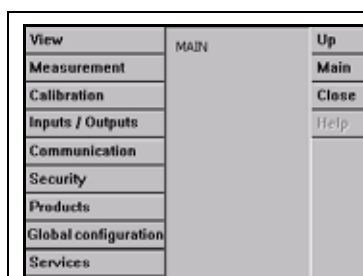 View
Measurement
Calibration
Inputs / Outputs
Communication
Security
Products
Global configuration
Services
MAIN
Up
Main
Close
Help